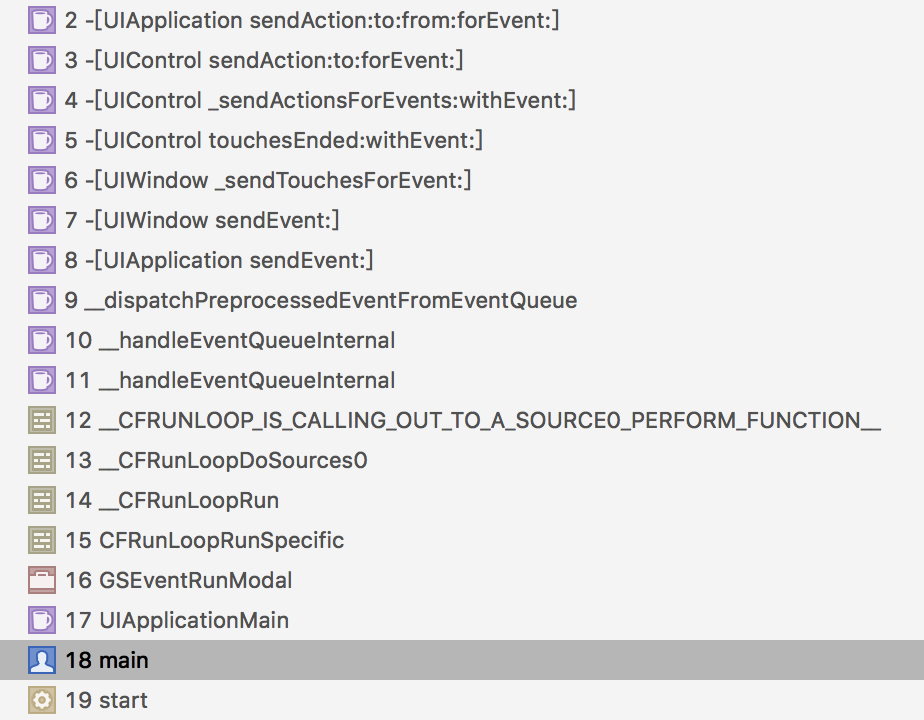 2 -[UIApplication sendAction:to:from:forEvent:]
3 -[UIControl sendAction:to:forEvent:]
4 -[UIControl _sendActionsForEvents:withEvent:]
5 -[UIControl touchesEnded:withEvent:]
6 -[UIWindow _sendTouchesForEvent:]
7 -[UIWindow sendEvent:]
8 -[UIApplication sendEvent:]
9 __dispatchPreprocessedEventFromEventQueue
10 __handleEventQueueInternal
11 __handleEventQueueInternal
12 __CFRUNLOOP_IS_CALLING_OUT_TO_A_SOURCE0_PERFORM_FUNCTION__
13 __CFRunLoopDoSources0
14 __CFRunLoopRun
15 CFRunLoopRunSpecific
16 GSEventRunModal
17 UIApplicationMain
18 main
19 start